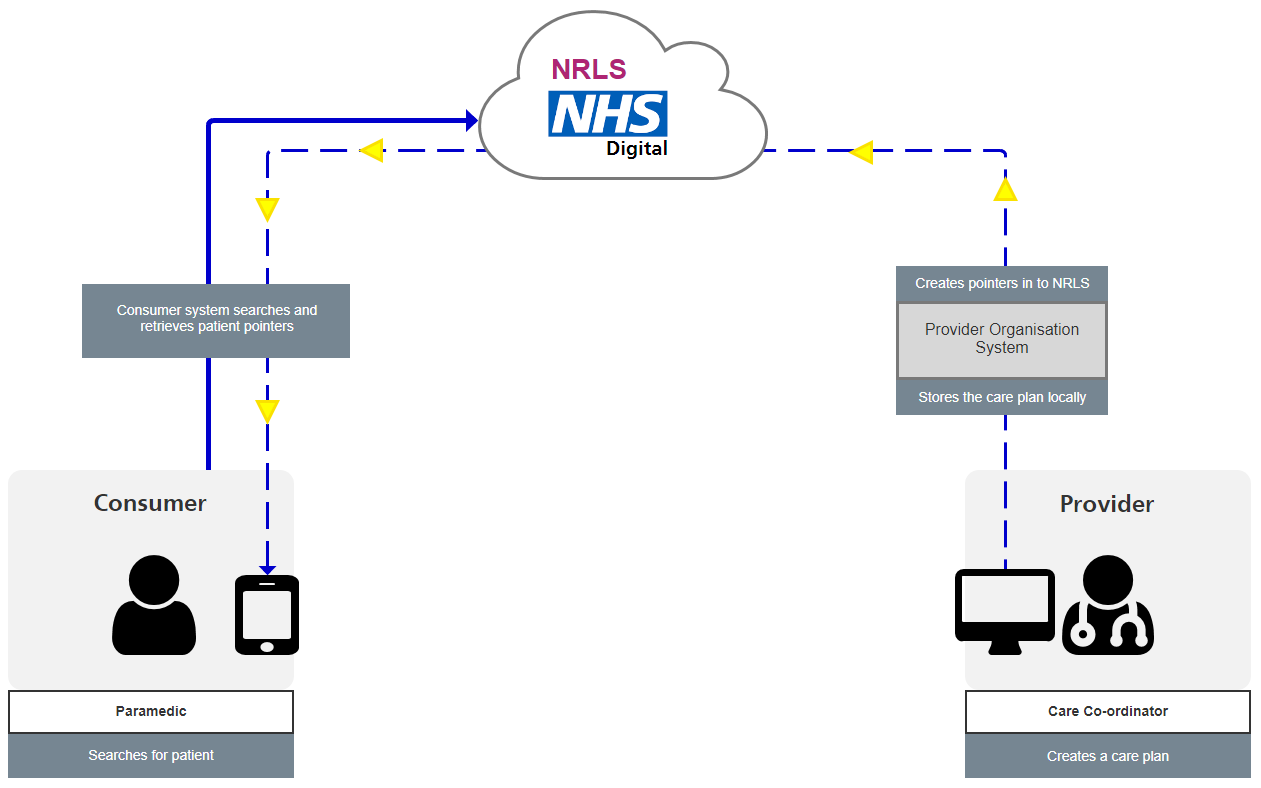 NRLS
NHS
Digital
Consumer system searches and
retrieves patient pointers
Creates pointers in to NRLS
Provider Organisation
System
Stores the care plan locally
Consumer
Provider
Paramedic
Searches for patient
Care Co-ordinator
Creates a care plan